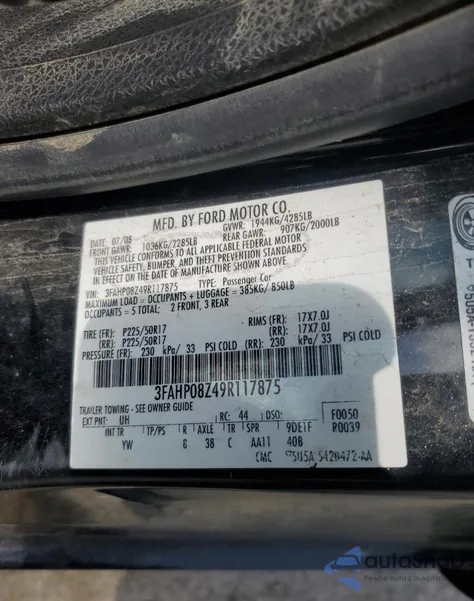 MFD. BY FORD MOTOR CO.
DATE: 07/08 GVWR: 1944KG/4285LB
FRONT GAWR: 1036KG/2285LB REAR GAWR: 907KG/2000LB
THIS VEHICLE CONFORMS TO ALL APPLICABLE FEDERAL MOTOR
VEHICLE SAFETY, BUMPER, AND THEFT PREVENTION STANDARDS IN
EFFECT ON THE DATE OF MANUFACTURE SHOWN ABOVE.
VIN: 3FAHP08Z49R117875 TYPE: Passenger Car
MAXIMUM LOAD = OCCUPANTS + LUGGAGE = 385KG/ 850LB
OCCUPANTS = 5 TOTAL: 2 FRONT, 3 REAR
TIRE (FR): P225/50R17 RIMS (FR): 17X7.0J
(RR): P225/50R17 (RR): 17X7.0J
PRESSURE (FR): 230 kPa/ 33 PSI COLD (RR): 230 kPa/ 33 PSI COLD
3FAHP08Z49R117875
TRAILER TOWING - SEE OWNER GUIDE
EXT PNT: UH RC: 44 DSO: F0050
INT TR TP/PS R AXLE TR SPR 9DE1F R0039
YW 8 38 C AA11 40B
CMC 5420472-AA